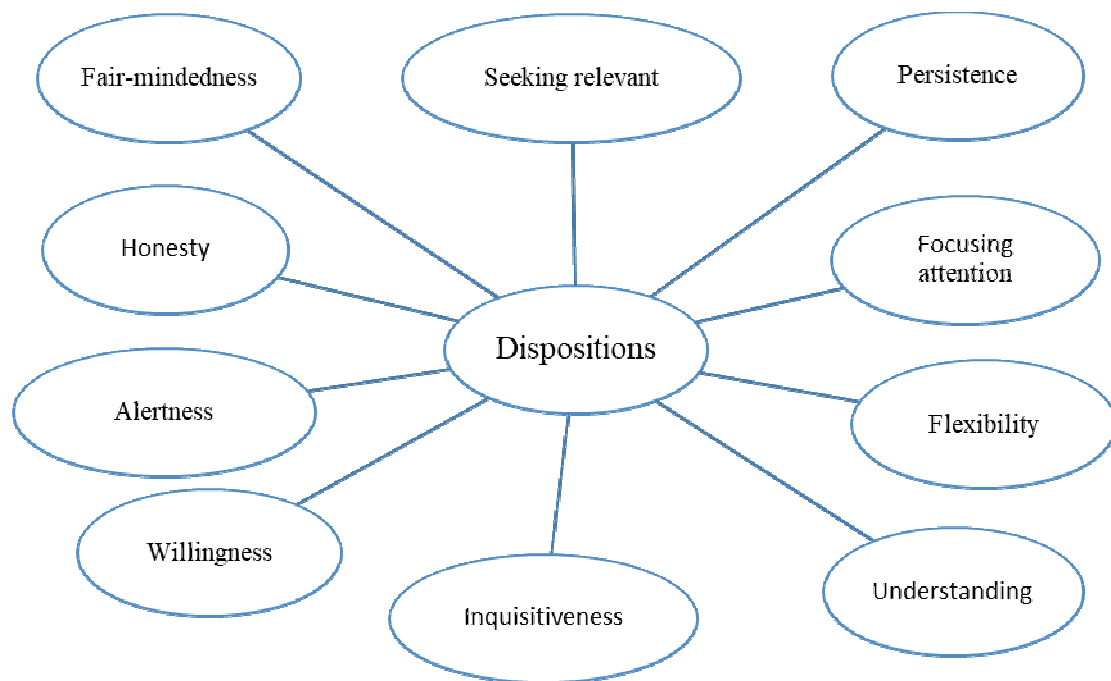 Fair-mindedness
Seeking relevant
Persistence
Honesty
Focusing
attention
Dispositions
Alertness
Flexibility
Willingness
Inquisitiveness
Understanding